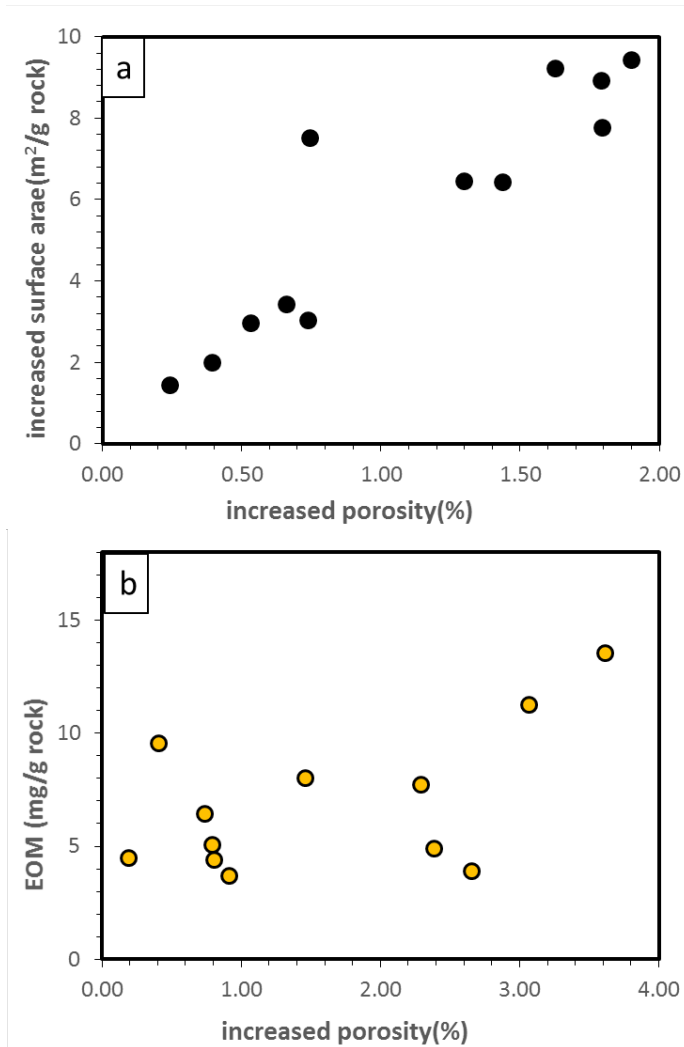 a
10
8
6
4
2
0
increased surface arae(m²/g rock)
0.00 0.50 1.00 1.50 2.00
increased porosity(%)
b
15
10
5
0
EOM (mg/g rock)
0.00 1.00 2.00 3.00 4.00
increased porosity(%)